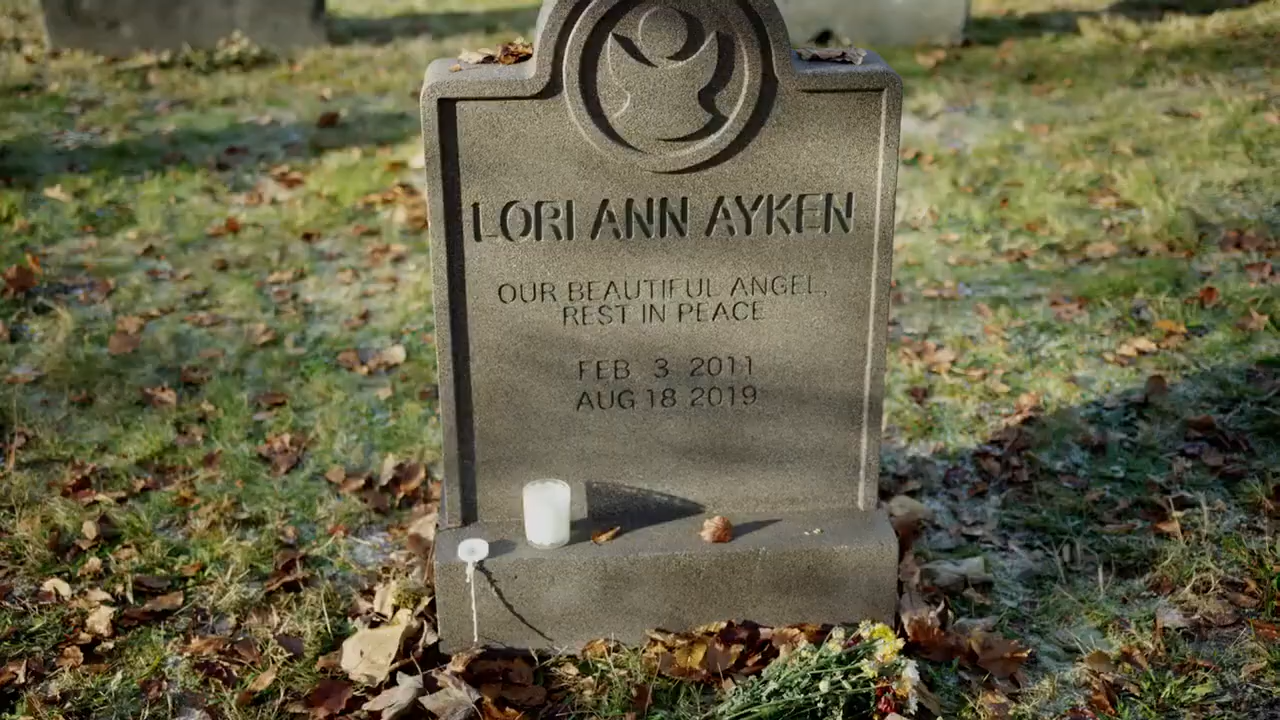 LORI ANN AYKEN
OUR BEAUTIFUL ANGEL,
REST IN PEACE
FEB 3 2011
AUG 18 2019